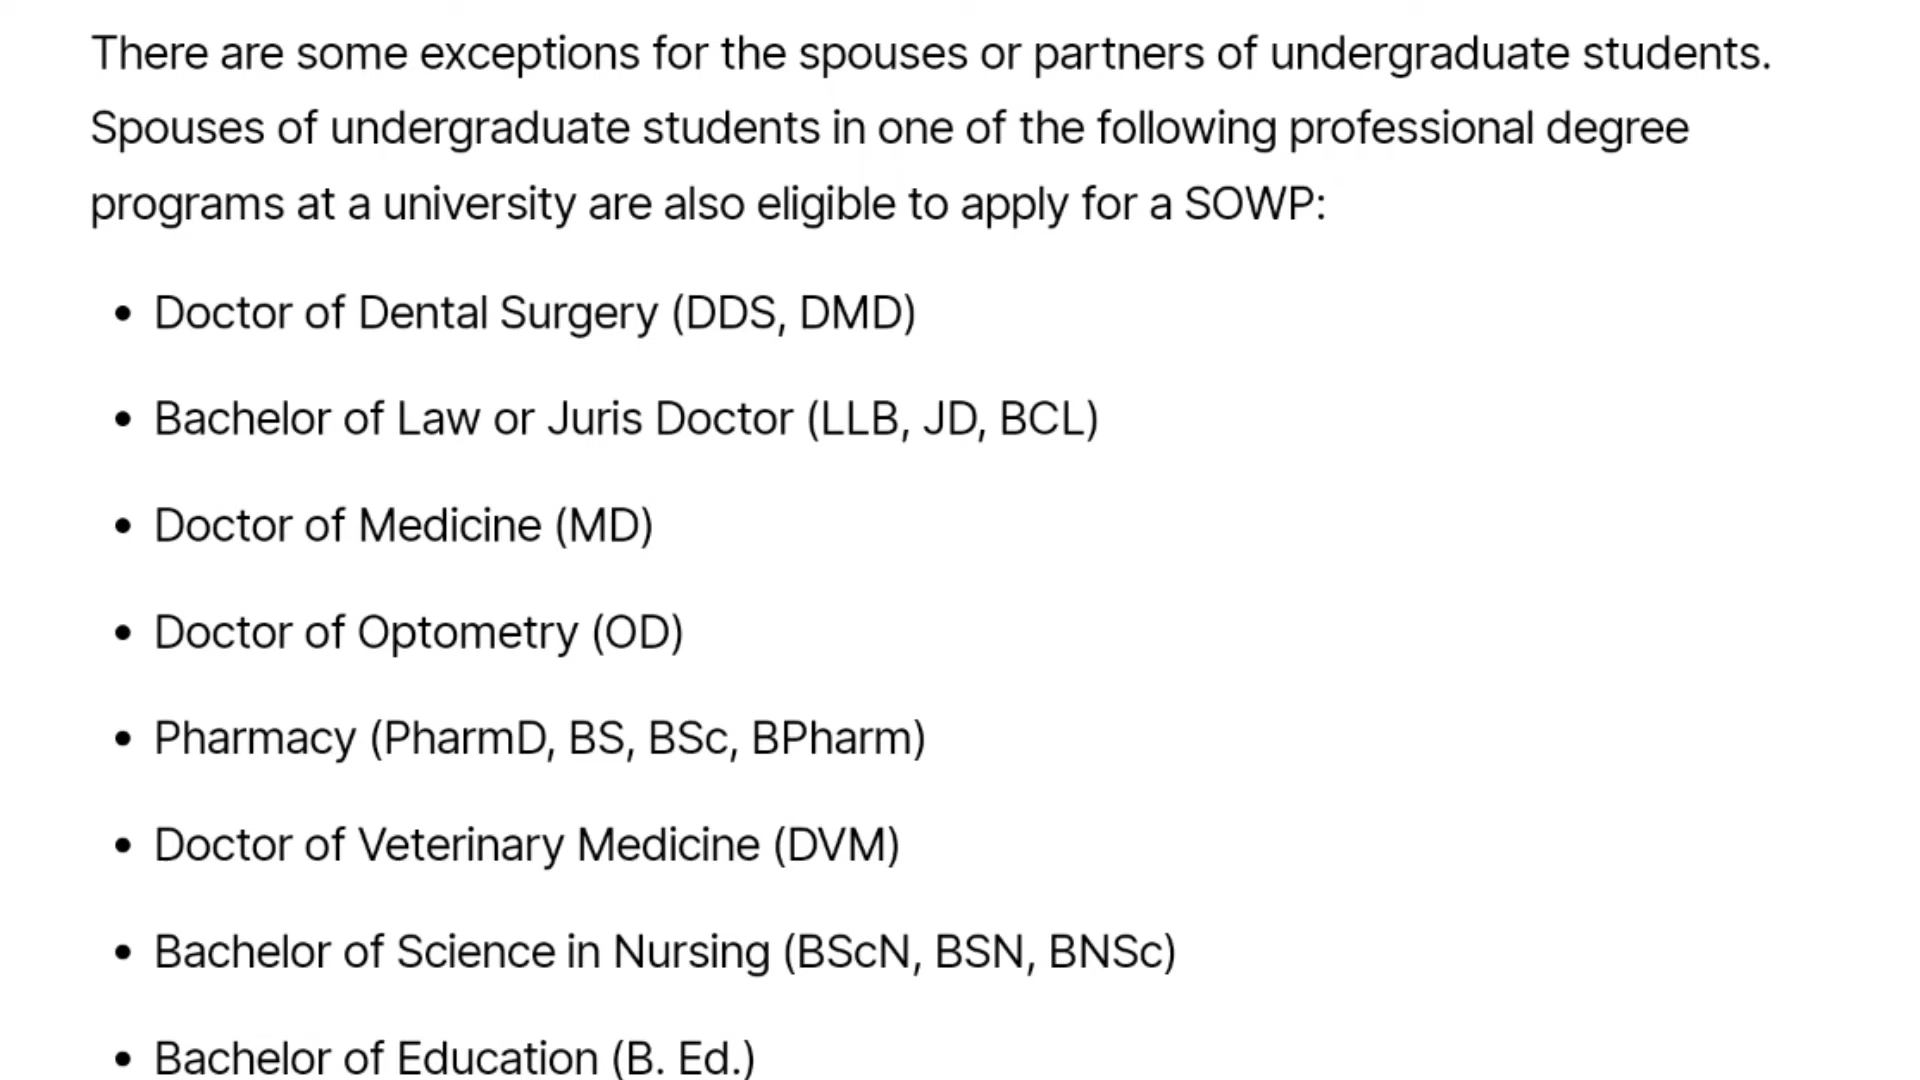 There are some exceptions for the spouses or partners of undergraduate students.
Spouses of undergraduate students in one of the following professional degree
programs at a university are also eligible to apply for a SOWP:
• Doctor of Dental Surgery (DDS, DMD)
• Bachelor of Law or Juris Doctor (LLB, JD, BCL)
• Doctor of Medicine (MD)
• Doctor of Optometry (OD)
• Pharmacy (PharmD, BS, BSc, BPharm)
• Doctor of Veterinary Medicine (DVM)
• Bachelor of Science in Nursing (BScN, BSN, BNSc)
• Bachelor of Education (B. Ed.)